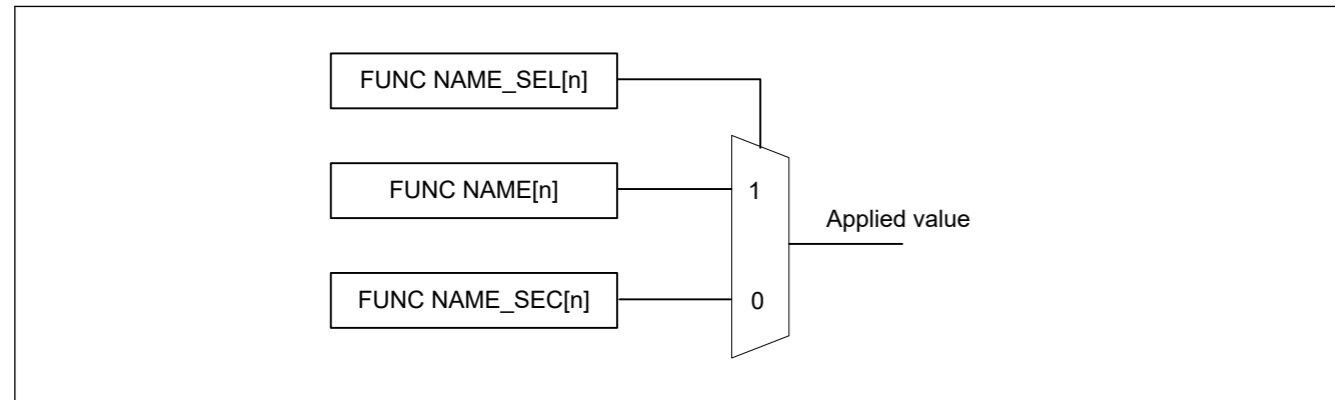 FUNC NAME_SEL[n]
FUNC NAME[n]
1
Applied value
FUNC NAME_SEC[n]
0